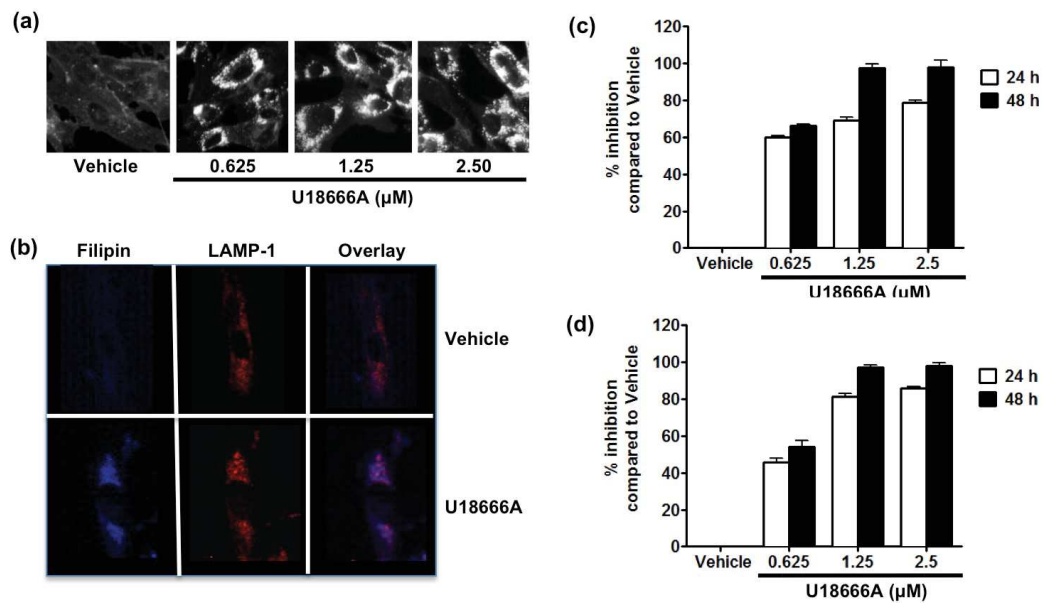 (a)
Vehicle
0.625 1.25 2.50
U18666A (µM)
(b)
Filipin LAMP-1 Overlay
Vehicle
U18666A
(c)
% inhibition
compared to Vehicle
120
100
80
60
40
20
0
Vehicle 0.625 1.25 2.5
U18666A (µM)
24 h
48 h
(d)
% inhibition
compared to Vehicle
120
100
80
60
40
20
0
Vehicle 0.625 1.25 2.5
U18666A (µM)
24 h
48 h